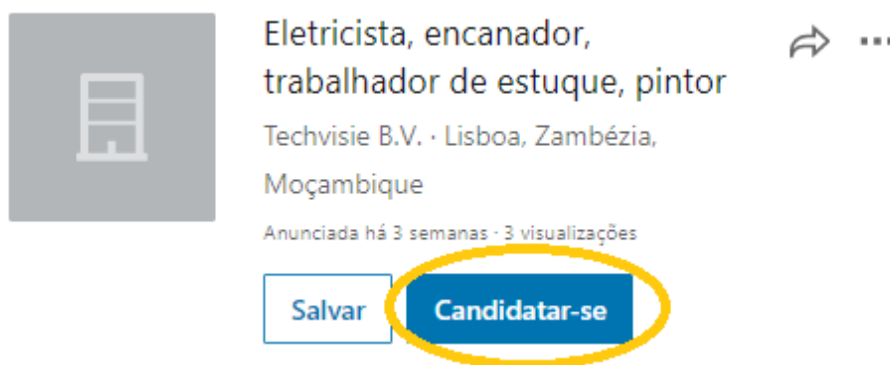 Eletricista, encanador,
trabalhador de estuque, pintor
Techvisie B.V. · Lisboa, Zambézia,
Moçambique
Anunciada há 3 semanas · 3 visualizações
Salvar
Candidatar-se